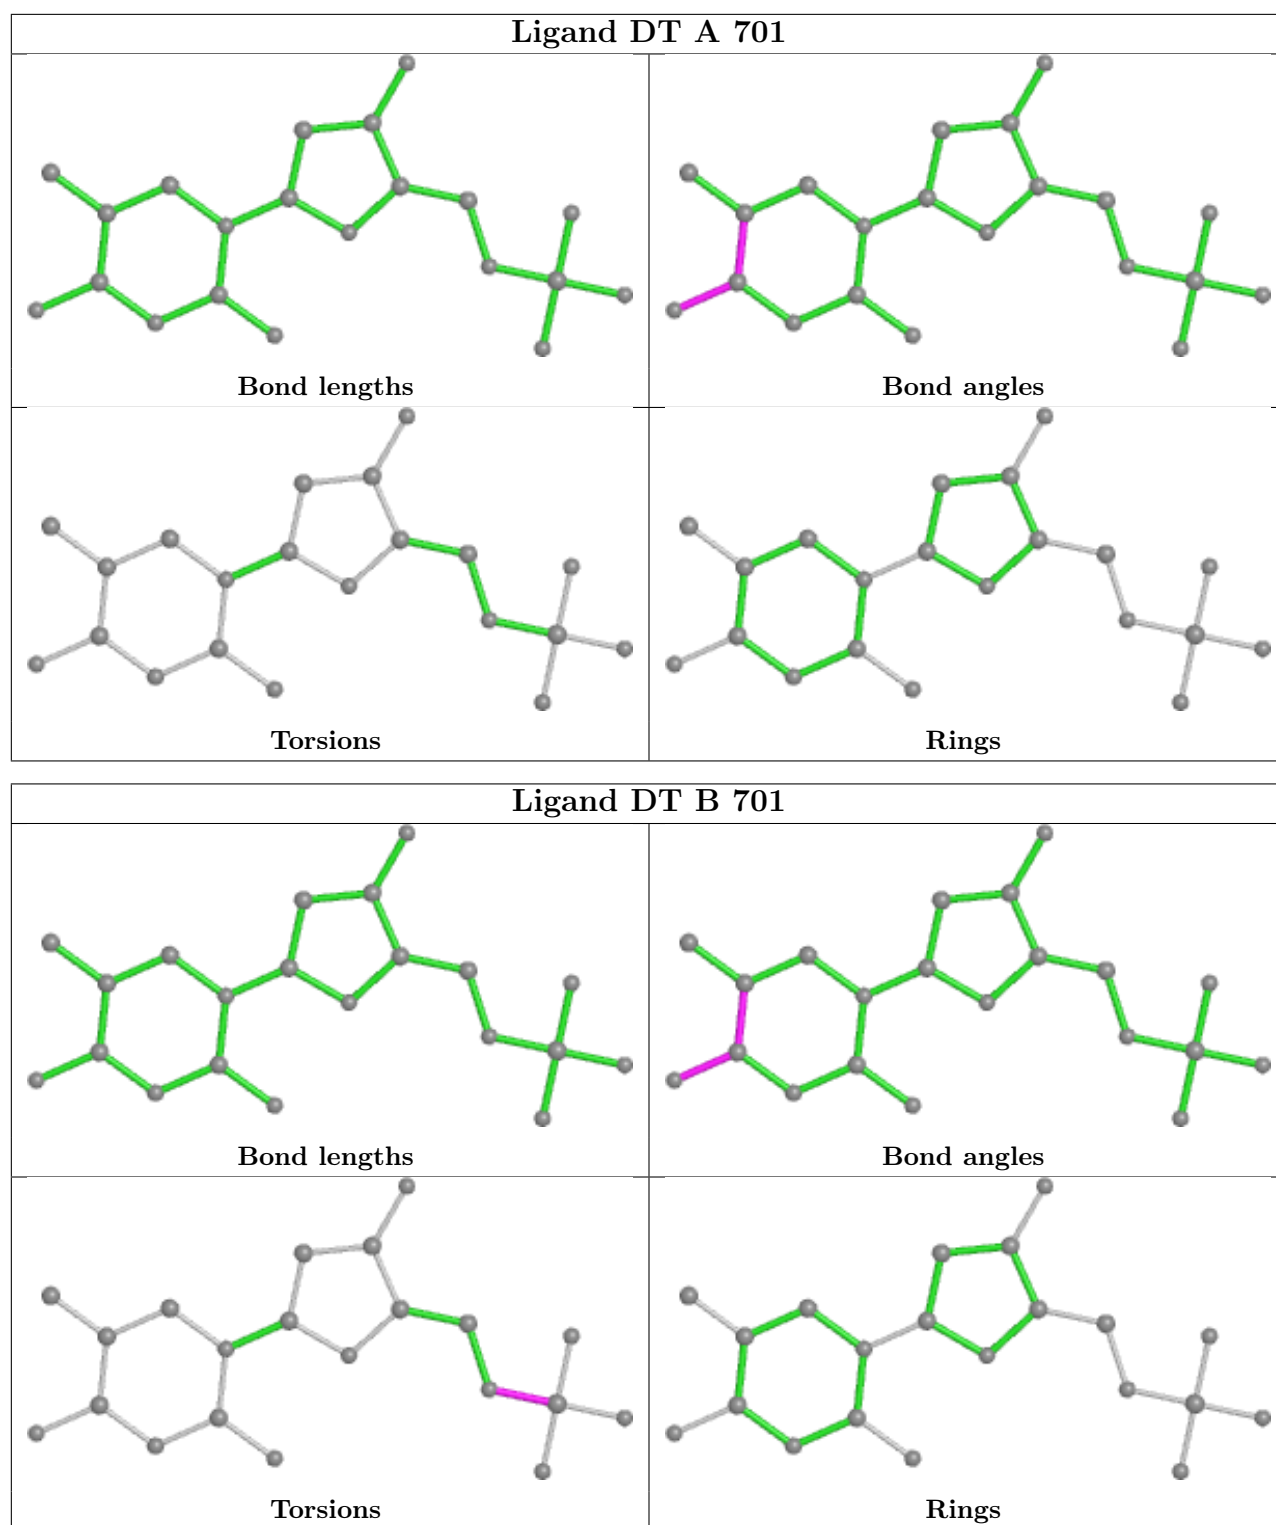 Ligand DT A 701
Bond lengths
Bond angles
Torsions
Rings
Ligand DT B 701
Bond lengths
Bond angles
Torsions
Rings